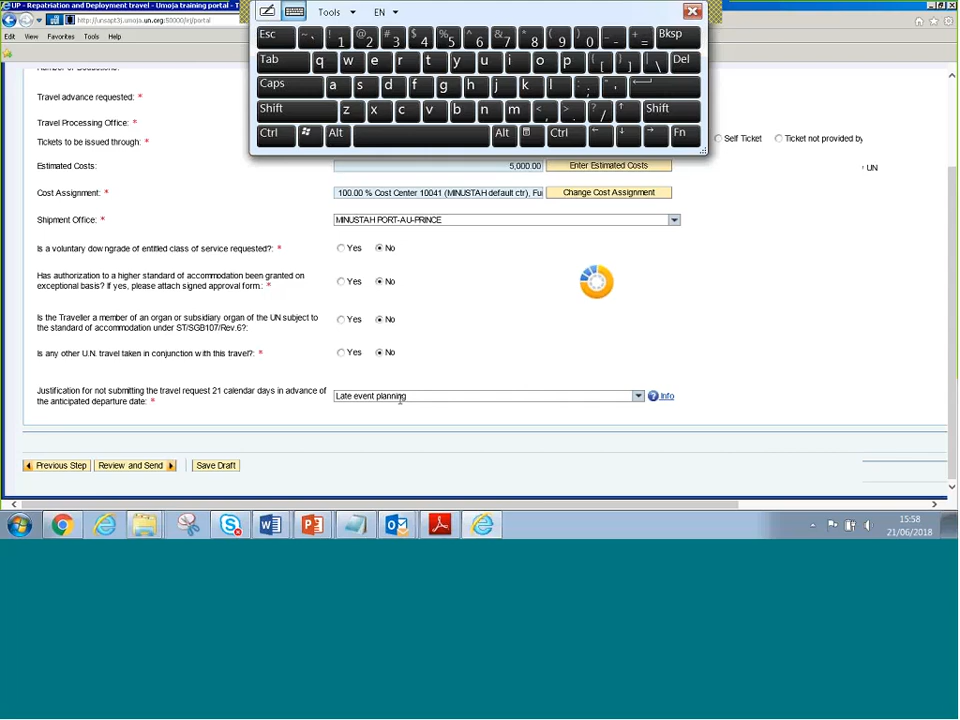 UP - Repatriation and Deployment travel - Umoja training portal - T
http://unsapt3j.umoja.un.org:50000/irj/portal
Edit View Favorites Tools Help
Tools EN
Esc ~ ` ! 1 @ 2 # 3 $ 4 % 5 ^ 6 & 7 * 8 ( 9 ) 0 _ - + = Bksp
Tab q w e r t y u i o p { [ } ] | \ Del
Caps a s d f g h j k l : ; " '
Shift z x c v b n m < , > . ? / Shift
Ctrl Alt Alt Ctrl Fn
Travel advance requested: *
Travel Processing Office: *
Tickets to be issued through: * Self Ticket Ticket not provided by
UN
Estimated Costs: 5,000.00 Enter Estimated Costs
Cost Assignment: * 100.00 % Cost Center 10041 (MINUSTAH default ctr), Fu Change Cost Assignment
Shipment Office: * MINUSTAH PORT-AU-PRINCE
Is a voluntary downgrade of entitled class of service requested?: * Yes No
Has authorization to a higher standard of accommodation been granted on
exceptional basis? If yes, please attach signed approval form.: * Yes No
Is the Traveller a member of an organ or subsidiary organ of the UN subject to
the standard of accommodation under ST/SGB107/Rev.6?: Yes No
Is any other U.N. travel taken in conjunction with this travel?: * Yes No
Justification for not submitting the travel request 21 calendar days in advance of
the anticipated departure date: * Late event planning Info
Previous Step Review and Send Save Draft
15:58
21/06/2018